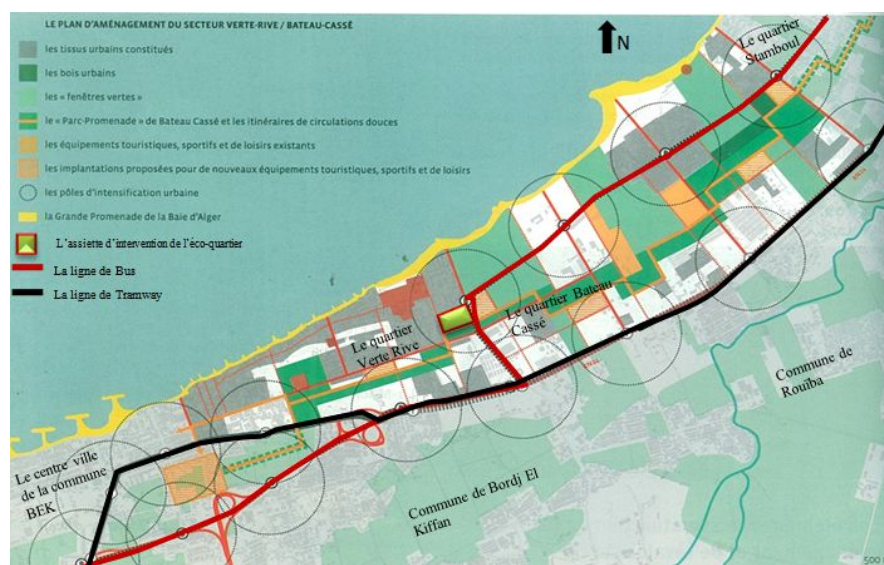 LE PLAN D'AMÉNAGEMENT DU SECTEUR VERTE-RIVE / BATEAU-CASSÉ
les tissus urbains constitués
les bois urbains
les « fenêtres vertes »
le « Parc-Promenade » de Bateau Cassé et les itinéraires de circulations douces
les équipements touristiques, sportifs et de loisirs existants
les implantations proposées pour de nouveaux équipements touristiques, sportifs et de loisirs
les pôles d'intensification urbaine
la Grande Promenade de la Baie d'Alger
L'assiette d'intervention de l'éco-quartier
La ligne de Bus
La ligne de Tramway
N
Le quartier
Stamboul
Le quartier Bateau
Cassé
Le quartier
Verte Rive
Commune de
Rouïba
Le centre ville
de la commune
BEK
Commune de Bordj El
Kiffan
500